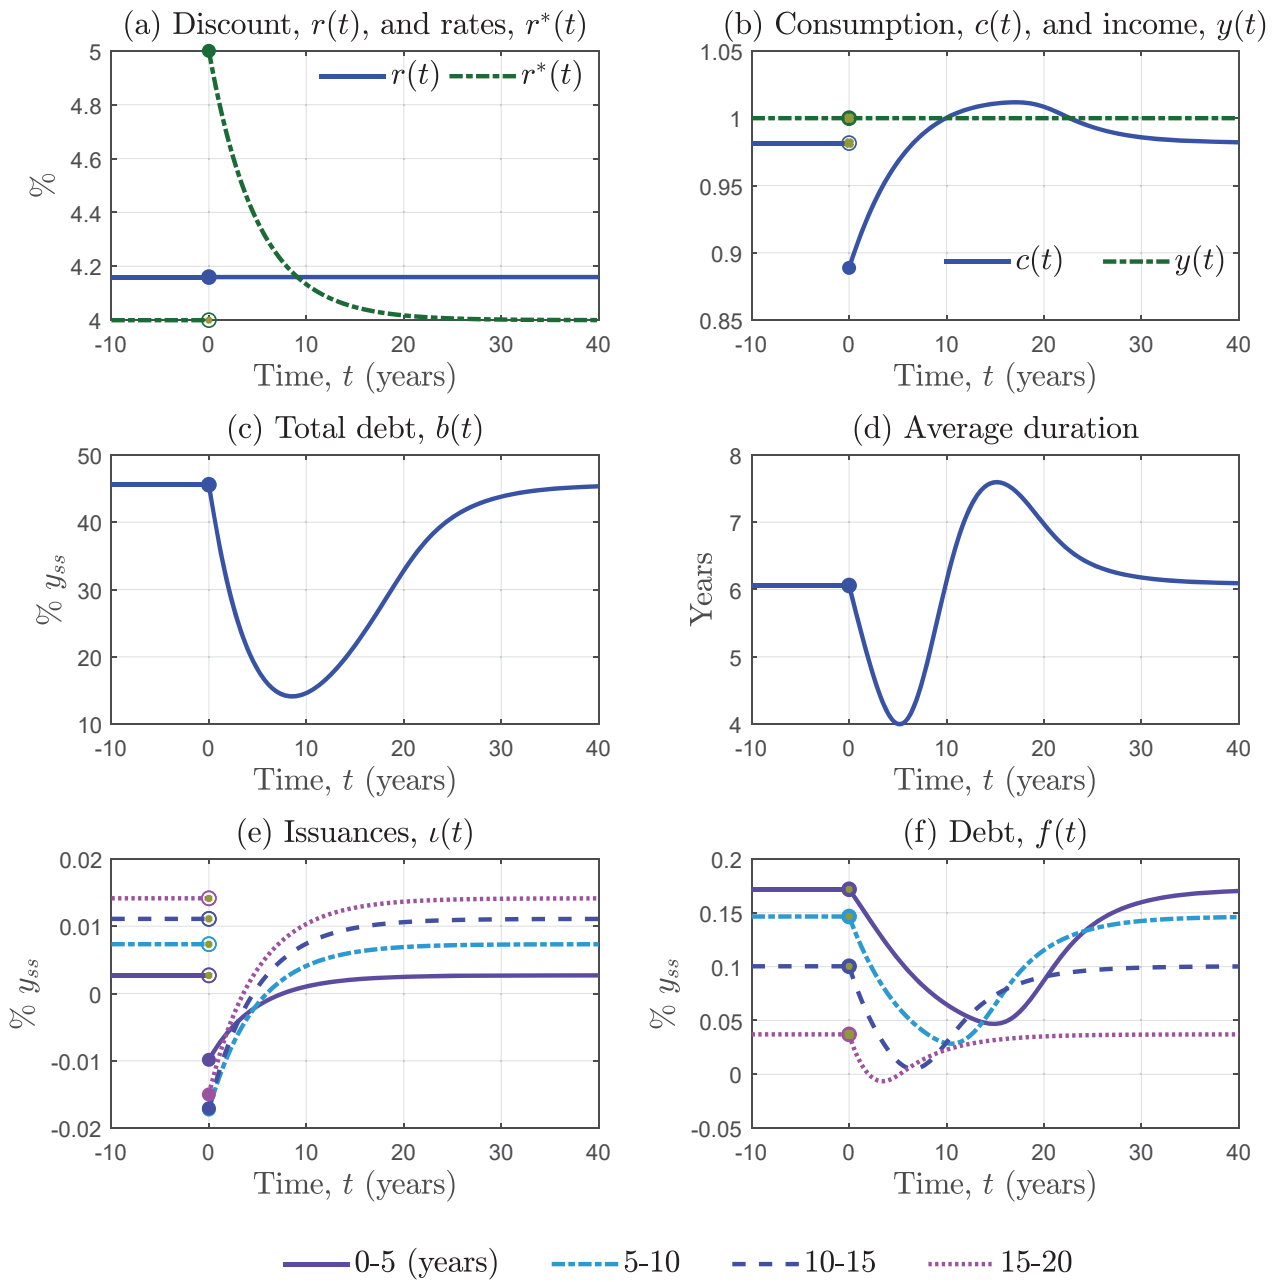 (a) Discount, r(t), and rates, r*(t)
5
4.8
4.6
4.4
4.2
4
%
r(t) r*(t)
-10 0 10 20 30 40
Time, t (years)
(b) Consumption, c(t), and income, y(t)
1.05
1
0.95
0.9
0.85
c(t) y(t)
-10 0 10 20 30 40
Time, t (years)
(c) Total debt, b(t)
50
40
30
20
10
% yss
-10 0 10 20 30 40
Time, t (years)
(d) Average duration
8
7
6
5
4
Years
-10 0 10 20 30 40
Time, t (years)
(e) Issuances, ι(t)
0.02
0.01
0
-0.01
-0.02
% yss
-10 0 10 20 30 40
Time, t (years)
(f) Debt, f(t)
0.2
0.15
0.1
0.05
0
-0.05
% yss
-10 0 10 20 30 40
Time, t (years)
0-5 (years) 5-10 10-15 15-20